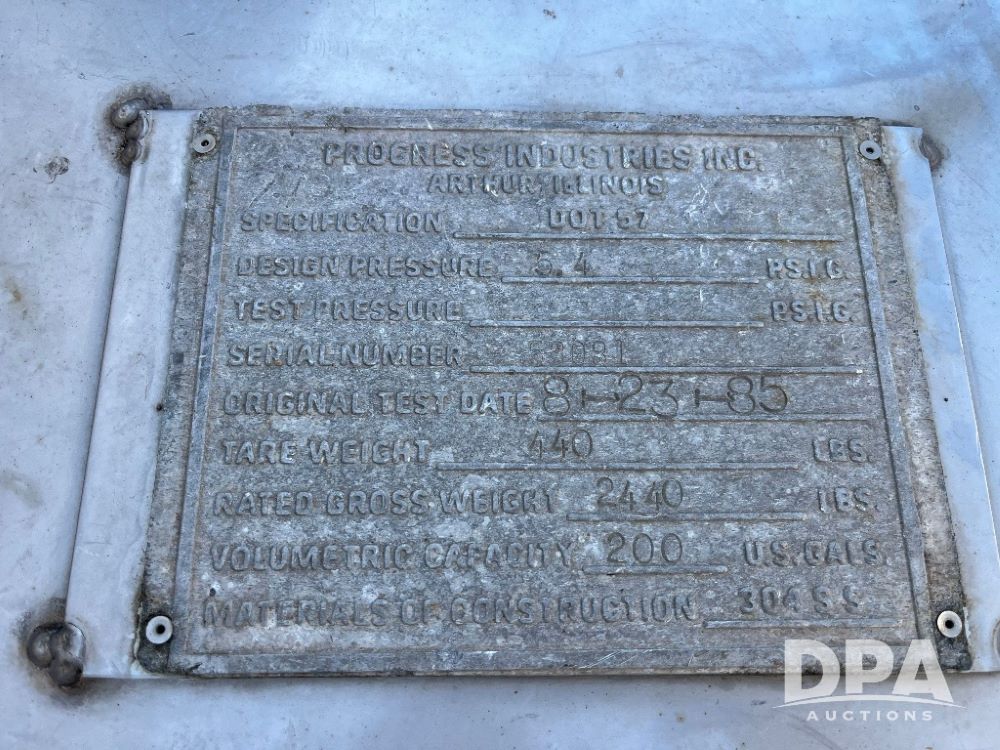 PROGRESS INDUSTRIES INC.
ARTHUR, ILLINOIS
SPECIFICATION DOT 57
DESIGN PRESSURE 5.4 P.S.I.G.
TEST PRESSURE P.S.I.G.
SERIAL NUMBER
ORIGINAL TEST DATE 8-23-85
TARE WEIGHT 440 LBS.
RATED GROSS WEIGHT 2440 LBS.
VOLUMETRIC CAPACITY 200 U.S. GALS.
MATERIALS OF CONSTRUCTION 304 S S
DPA
AUCTIONS